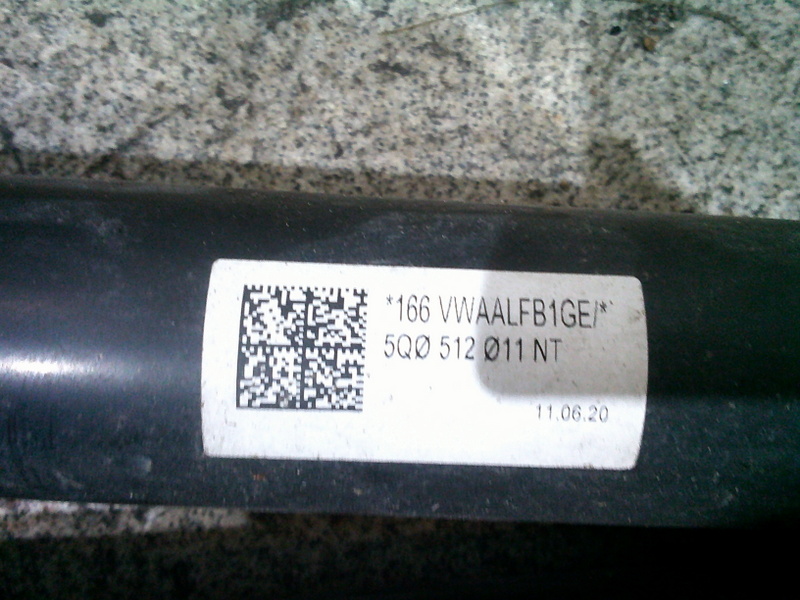 *166 VWAALFB1GE/*
5QØ 512 Ø11 NT
11.06.20